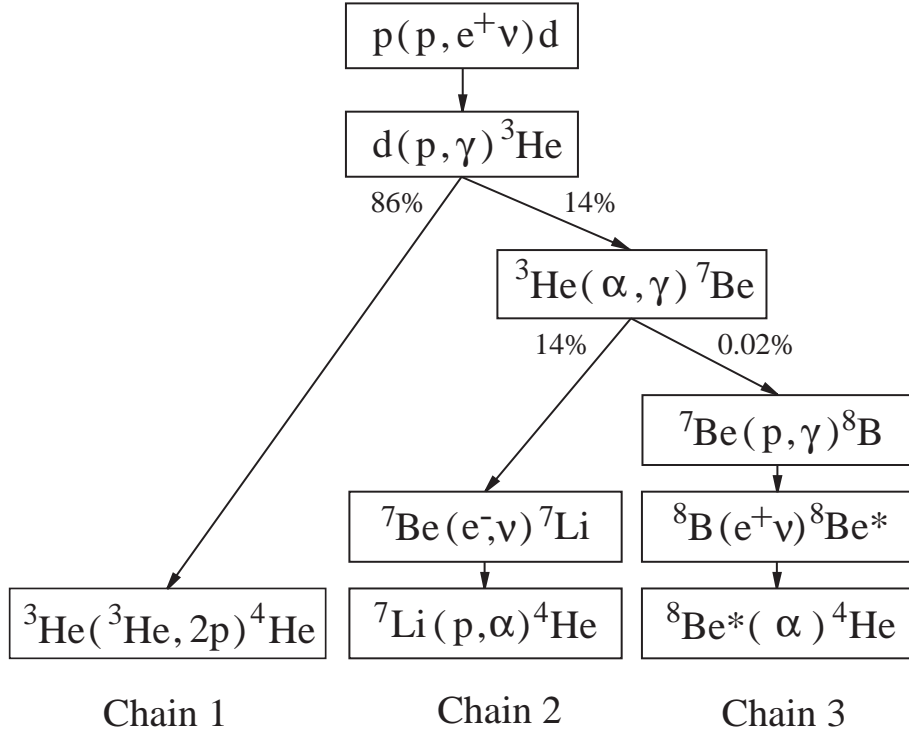 p(p,e⁺ν)d
d(p,γ)³He
86%
14%
³He(α,γ)⁷Be
14%
0.02%
⁷Be(p,γ)⁸B
⁷Be(e⁻,ν)⁷Li
⁸B(e⁺ν)⁸Be*
³He(³He,2p)⁴He
⁷Li(p,α)⁴He
⁸Be*(α)⁴He
Chain 1
Chain 2
Chain 3